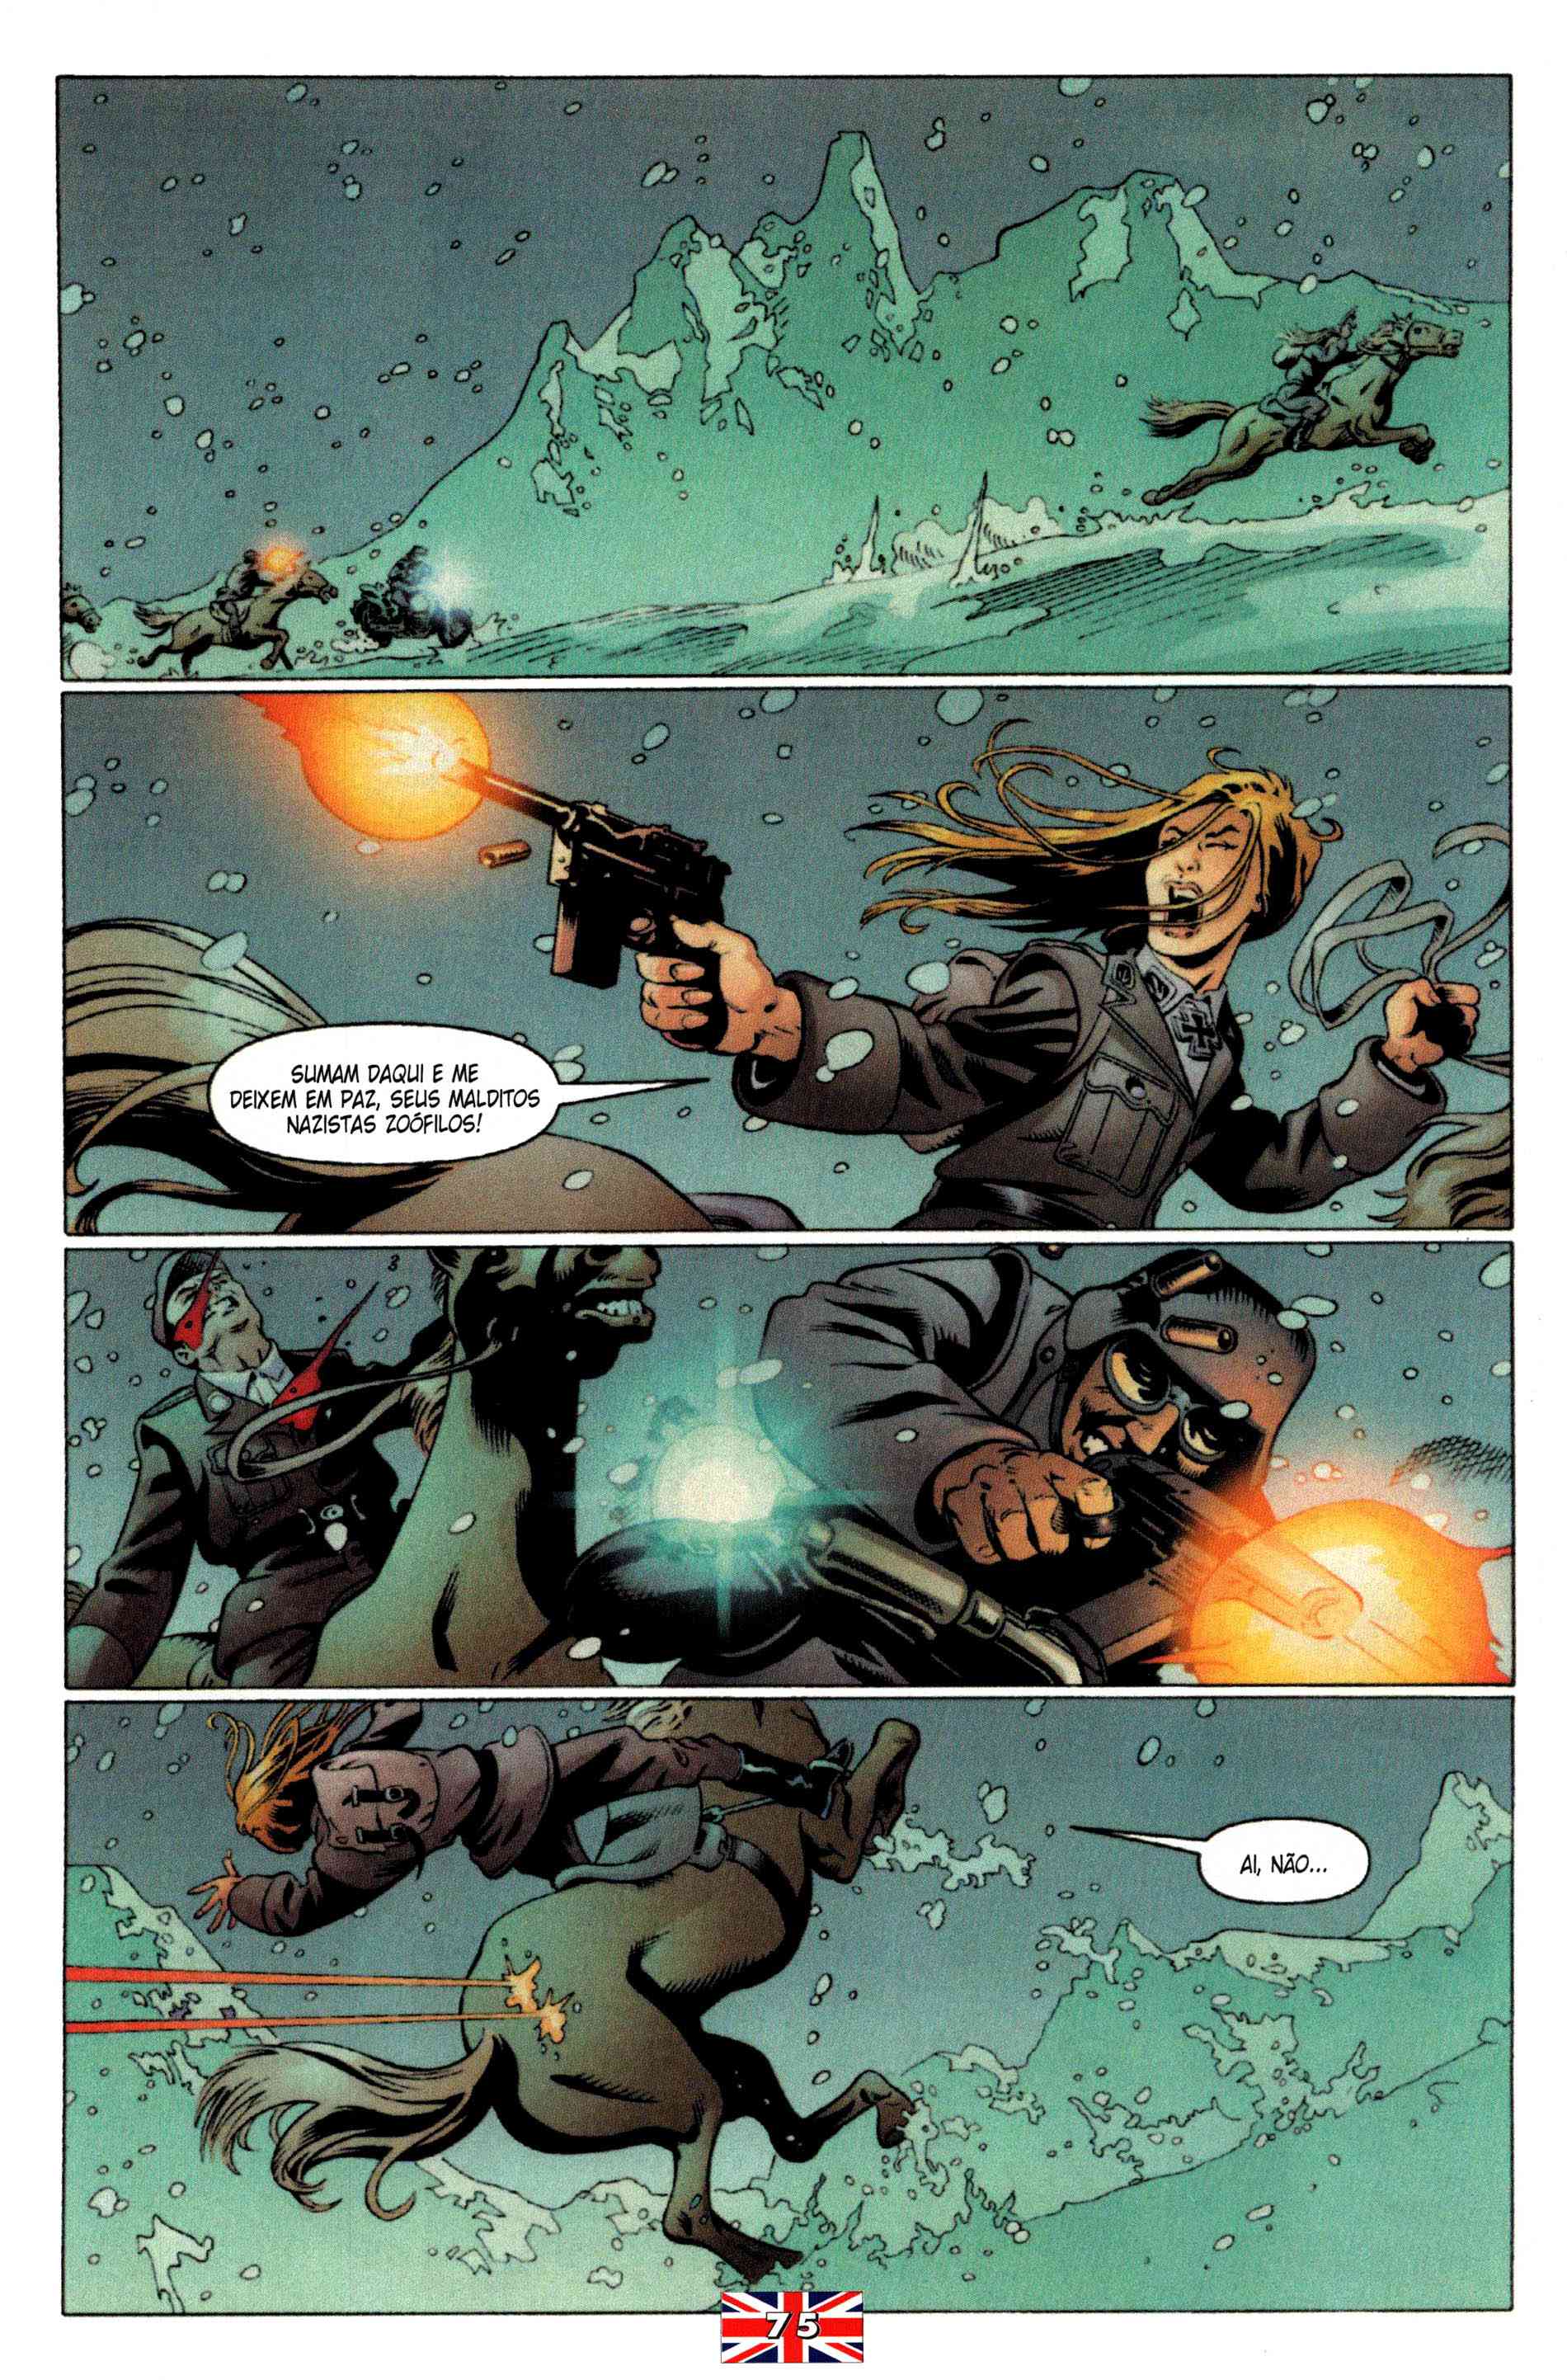 SUMAM DAQUI E ME
DEIXEM EM PAZ, SEUS MALDITOS
NAZISTAS ZOÓFILOS!
AI, NÃO...
75